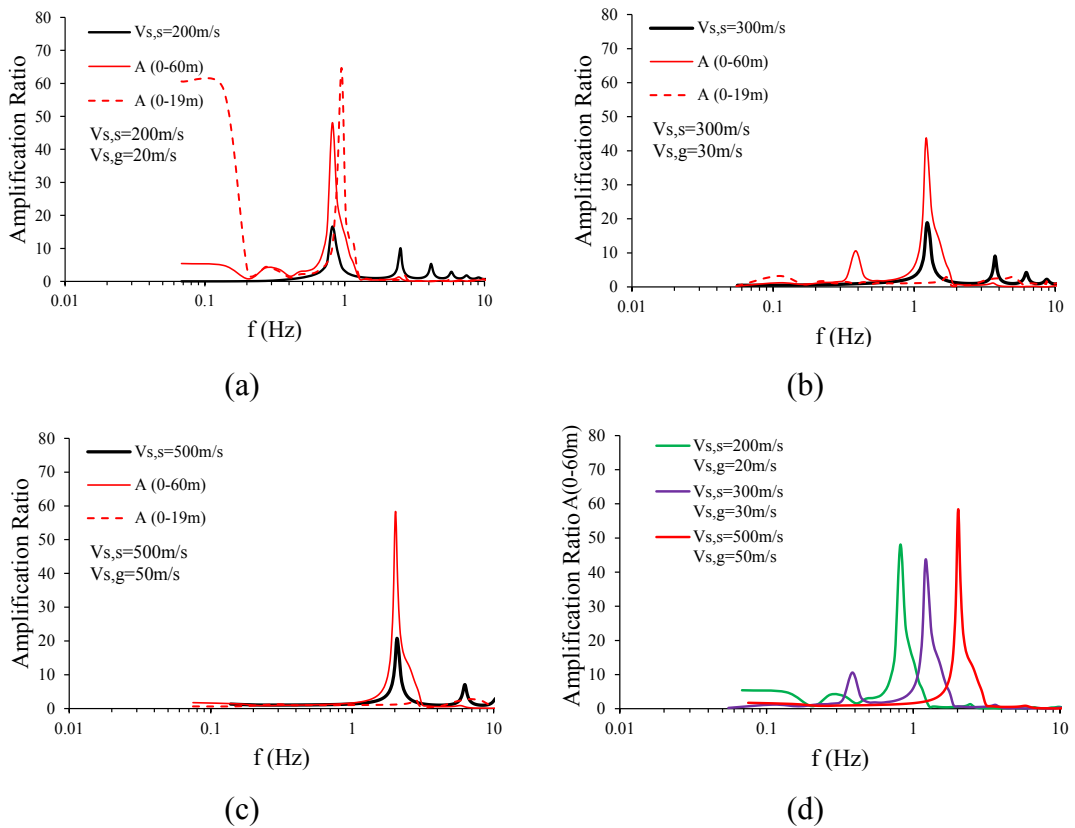 80
70
60
50
40
30
20
10
0
Amplification Ratio
Vs,s=200m/s
A (0-60m)
A (0-19m)
Vs,s=200m/s
Vs,g=20m/s
0.01 0.1 1 10
f (Hz)
(a)
80
70
60
50
40
30
20
10
0
Amplification Ratio
Vs,s=300m/s
A (0-60m)
A (0-19m)
Vs,s=300m/s
Vs,g=30m/s
0.01 0.1 1 10
f (Hz)
(b)
80
70
60
50
40
30
20
10
0
Amplification Ratio
Vs,s=500m/s
A (0-60m)
A (0-19m)
Vs,s=500m/s
Vs,g=50m/s
0.01 0.1 1 10
f (Hz)
(c)
80
70
60
50
40
30
20
10
0
Amplification Ratio A(0-60m)
Vs,s=200m/s
Vs,g=20m/s
Vs,s=300m/s
Vs,g=30m/s
Vs,s=500m/s
Vs,g=50m/s
0.01 0.1 1 10
f (Hz)
(d)